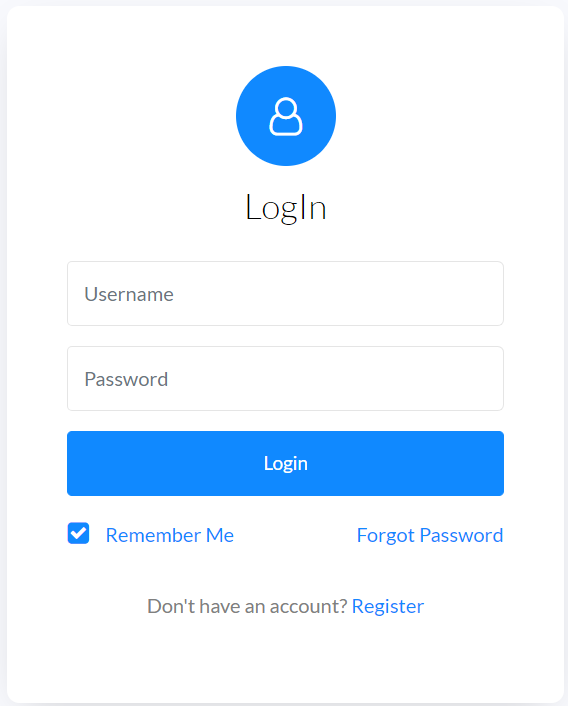 LogIn
Username
Password
Login
Remember Me Forgot Password
Don't have an account? Register